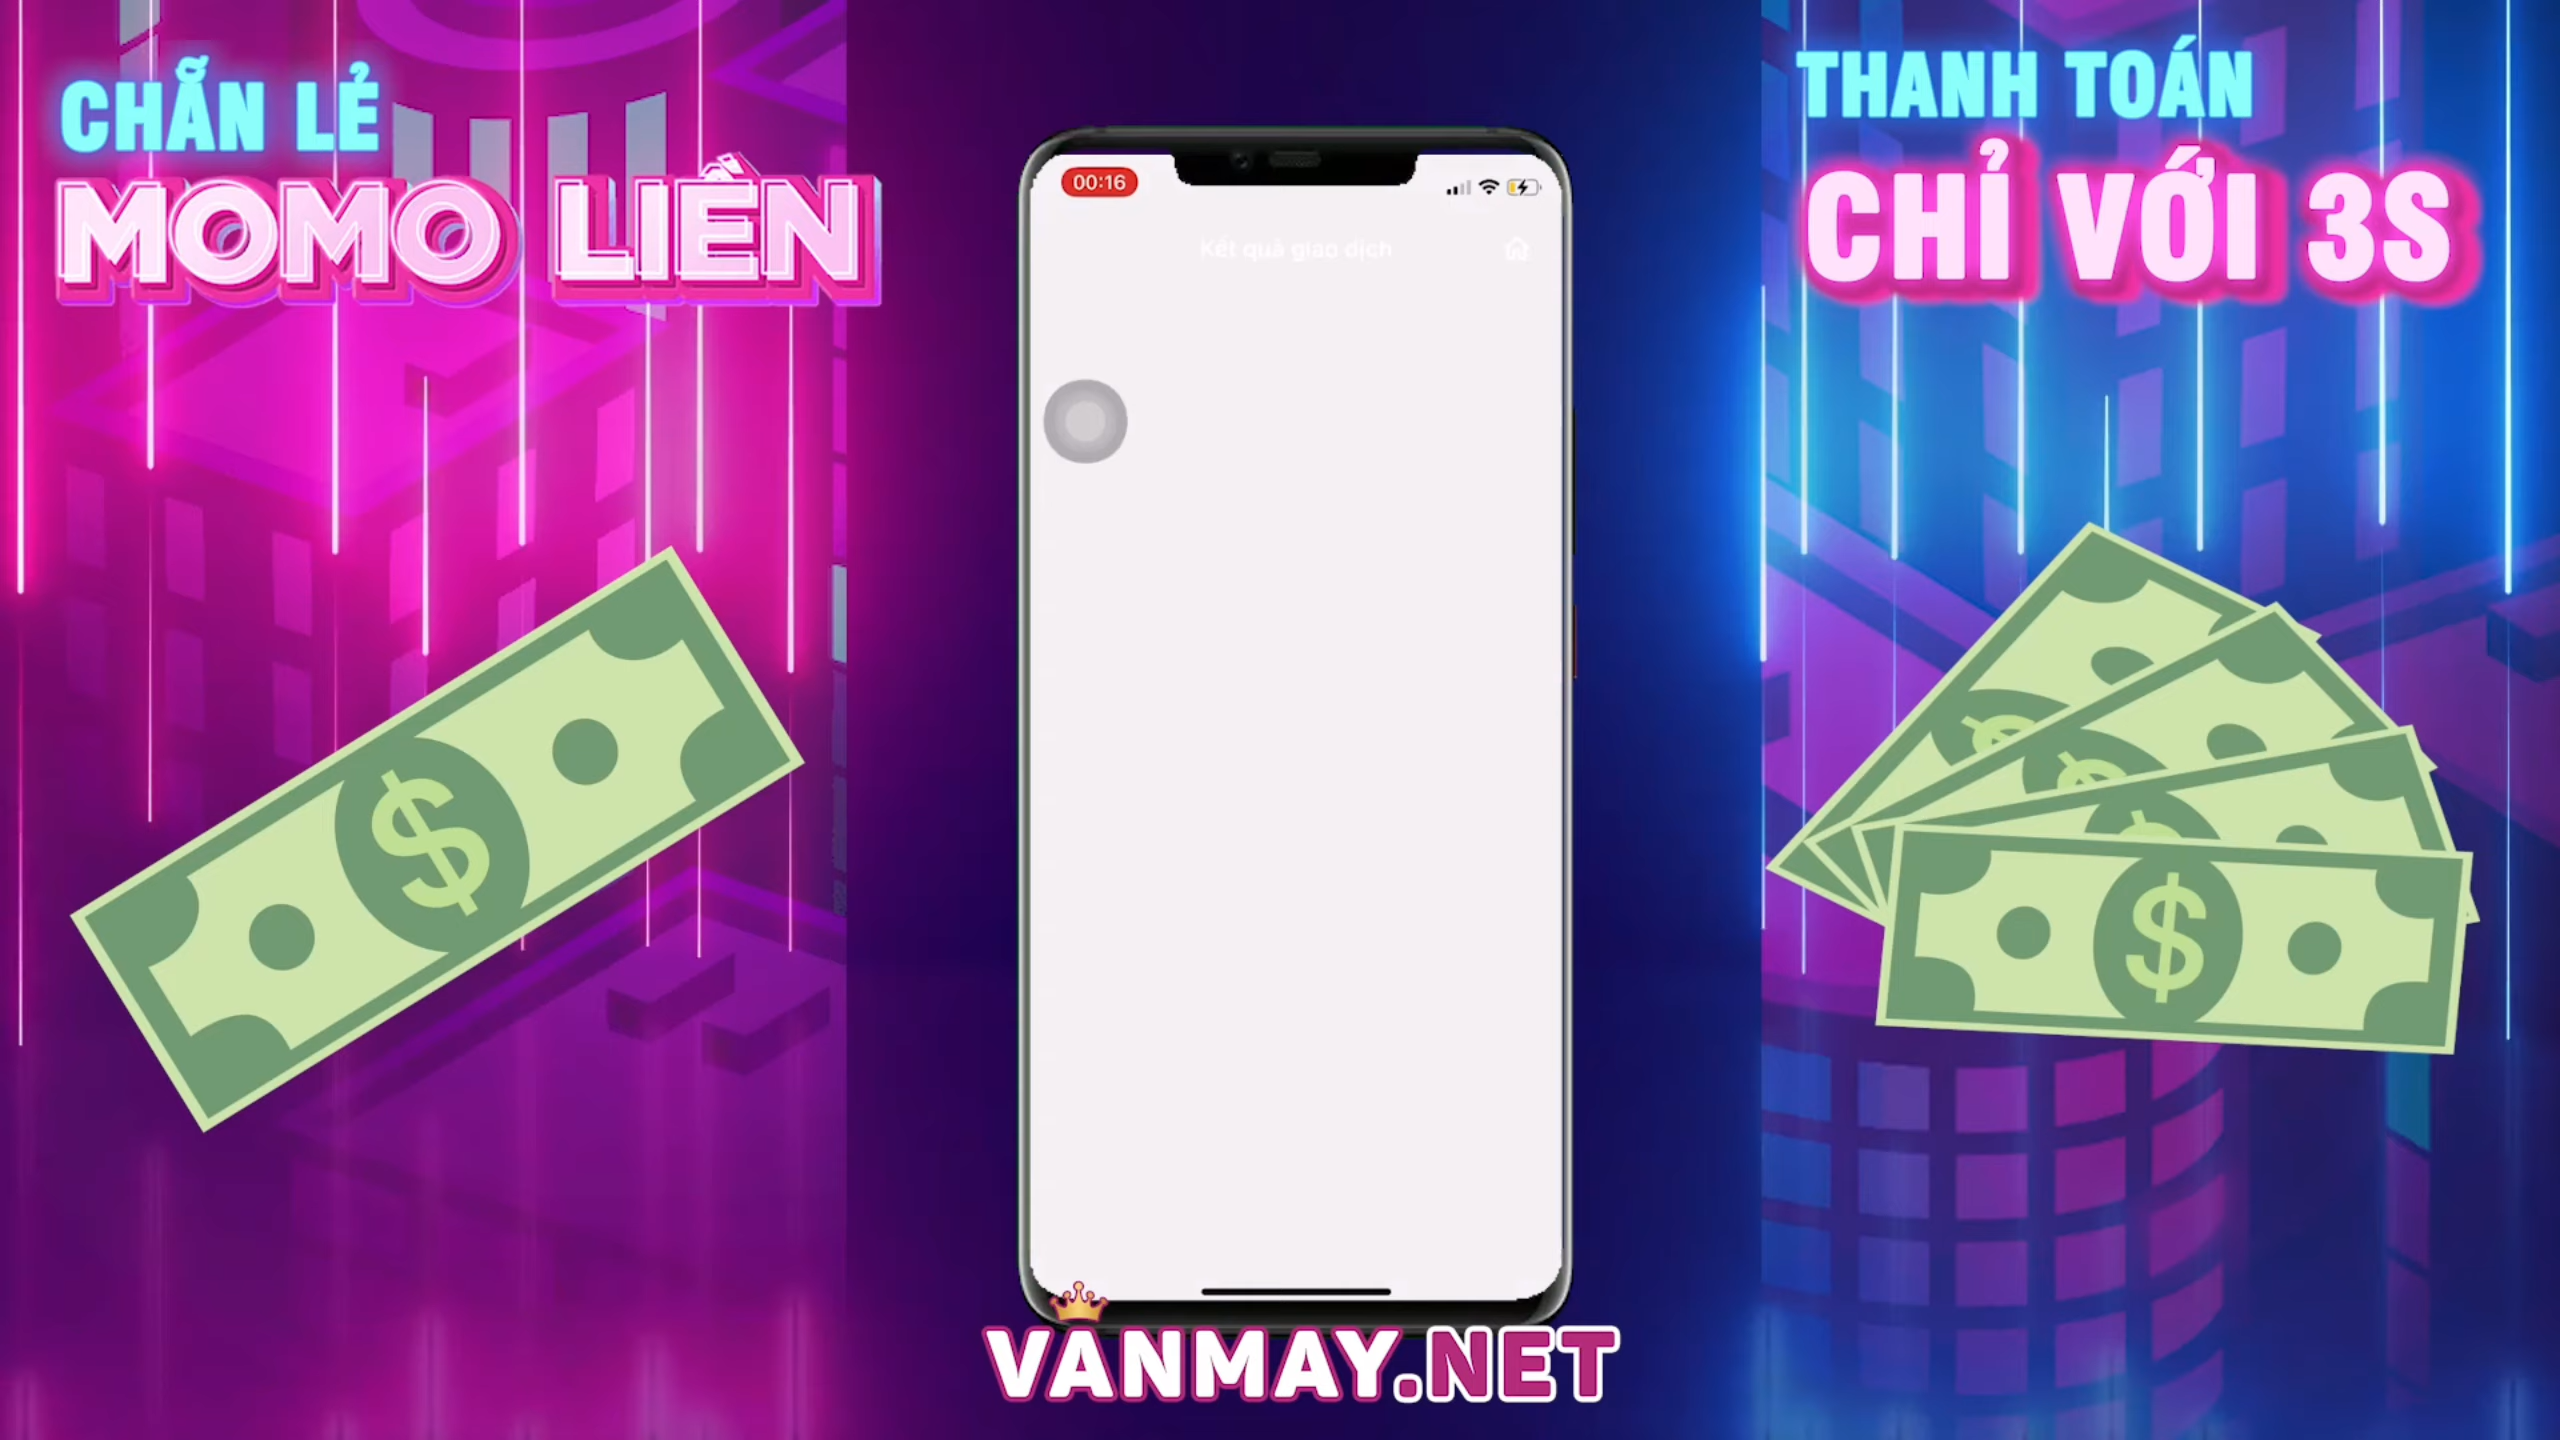 CHẴN LẺ
MOMO LIỀN
THANH TOÁN
CHỈ VỚI 3S
00:16
Kết quả giao dịch
$
$
$
$
$
VANMAY.NET